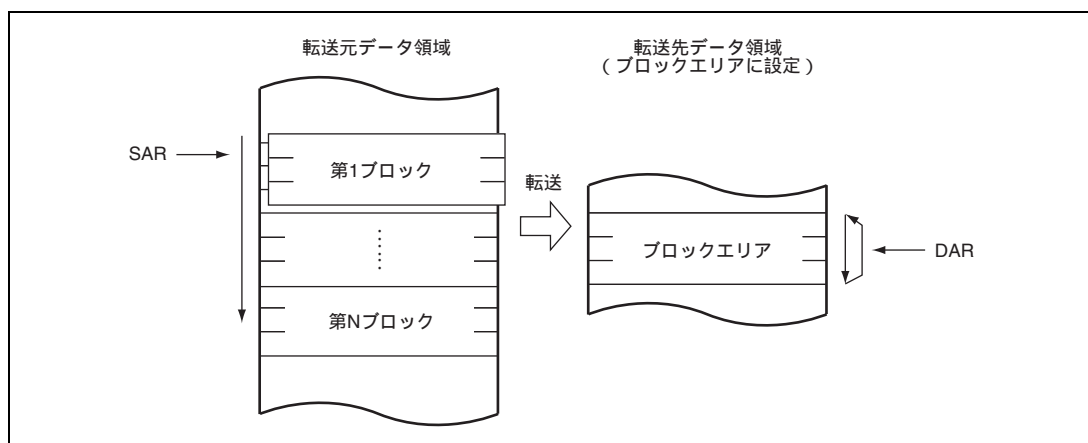 転送元データ領域
転送先データ領域
(ブロックエリアに設定)
SAR
第1ブロック
転送
ブロックエリア
DAR
第Nブロック